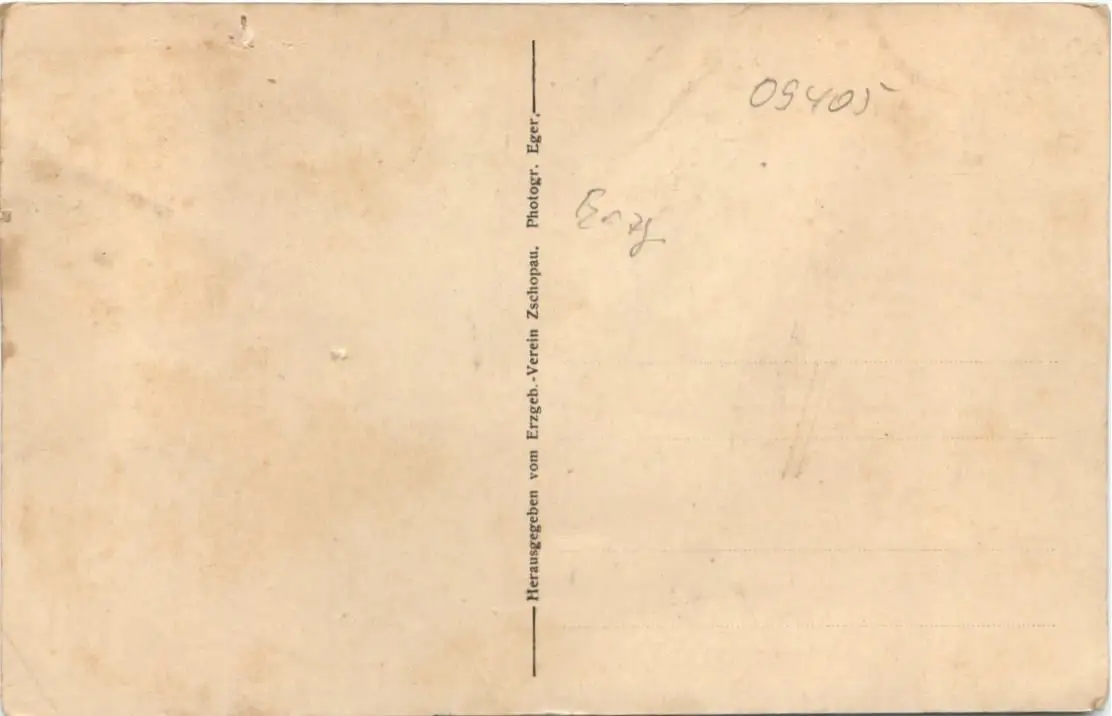 Herausgegeben vom Erzgeb.-Verein Zschopau. Photogr. Eger.
09405
Erzg